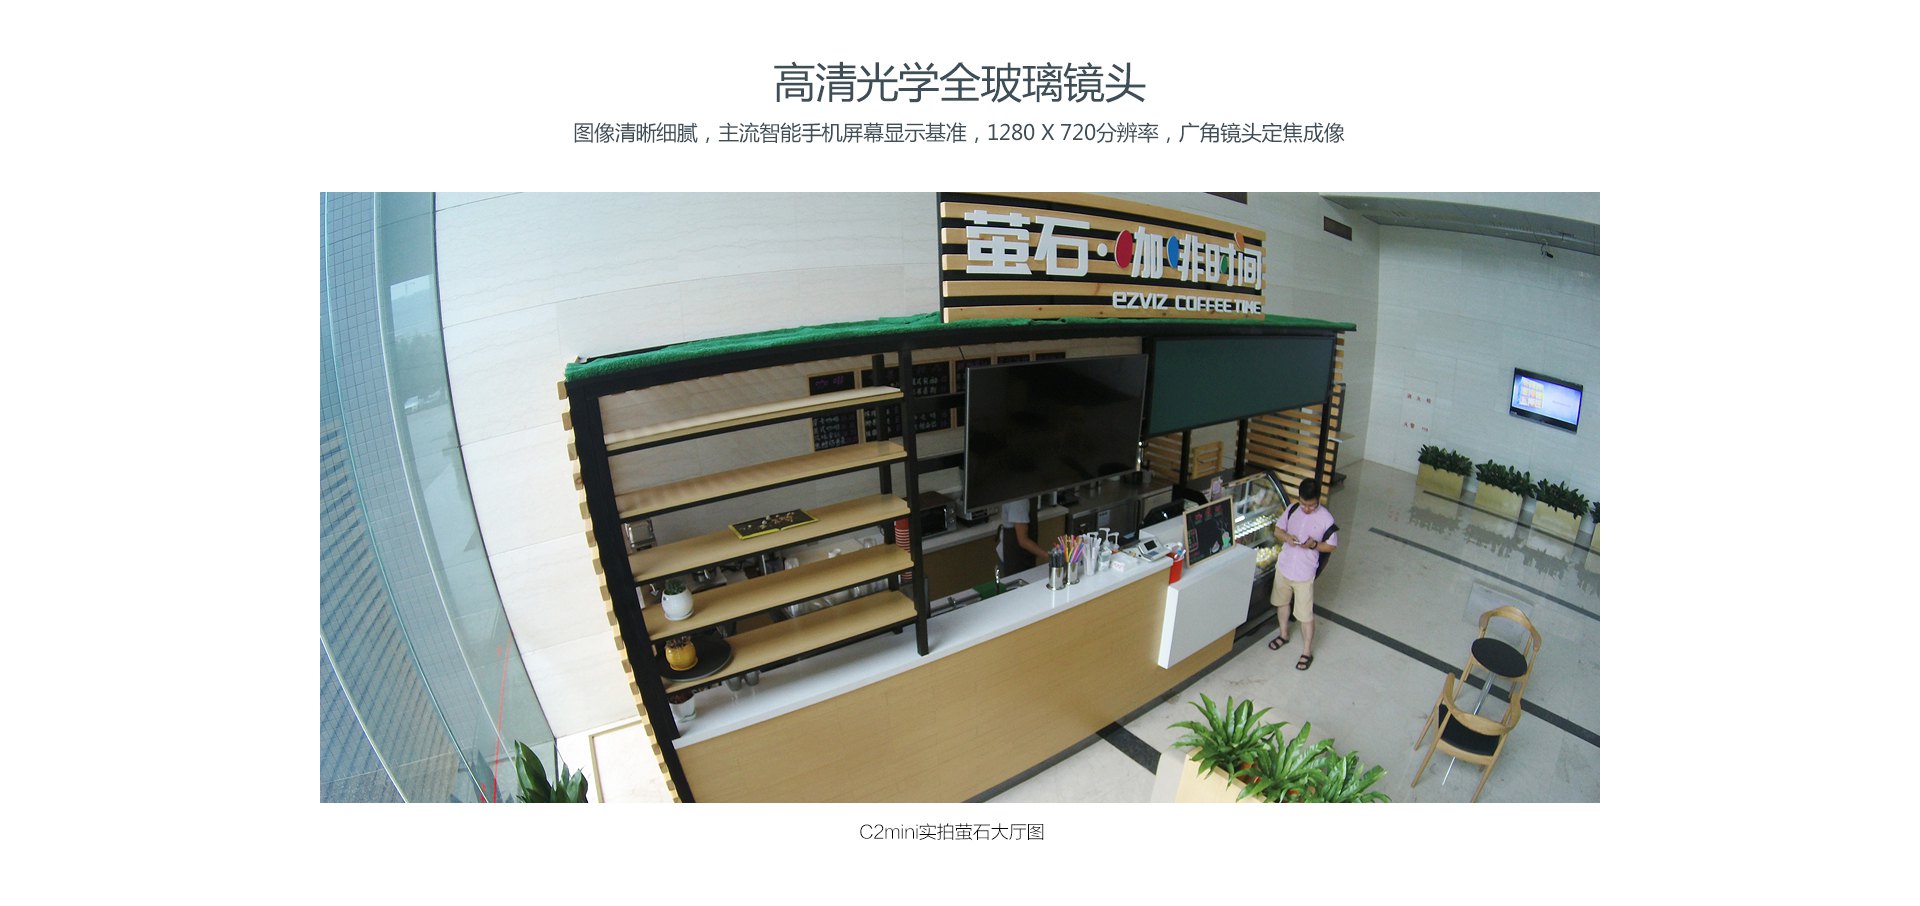 高清光学全玻璃镜头
图像清晰细腻，主流智能手机屏幕显示基准，1280 X 720分辨率，广角镜头定焦成像
萤石·咖啡时间
ezviz COFFEE TIME
C2mini实拍萤石大厅图